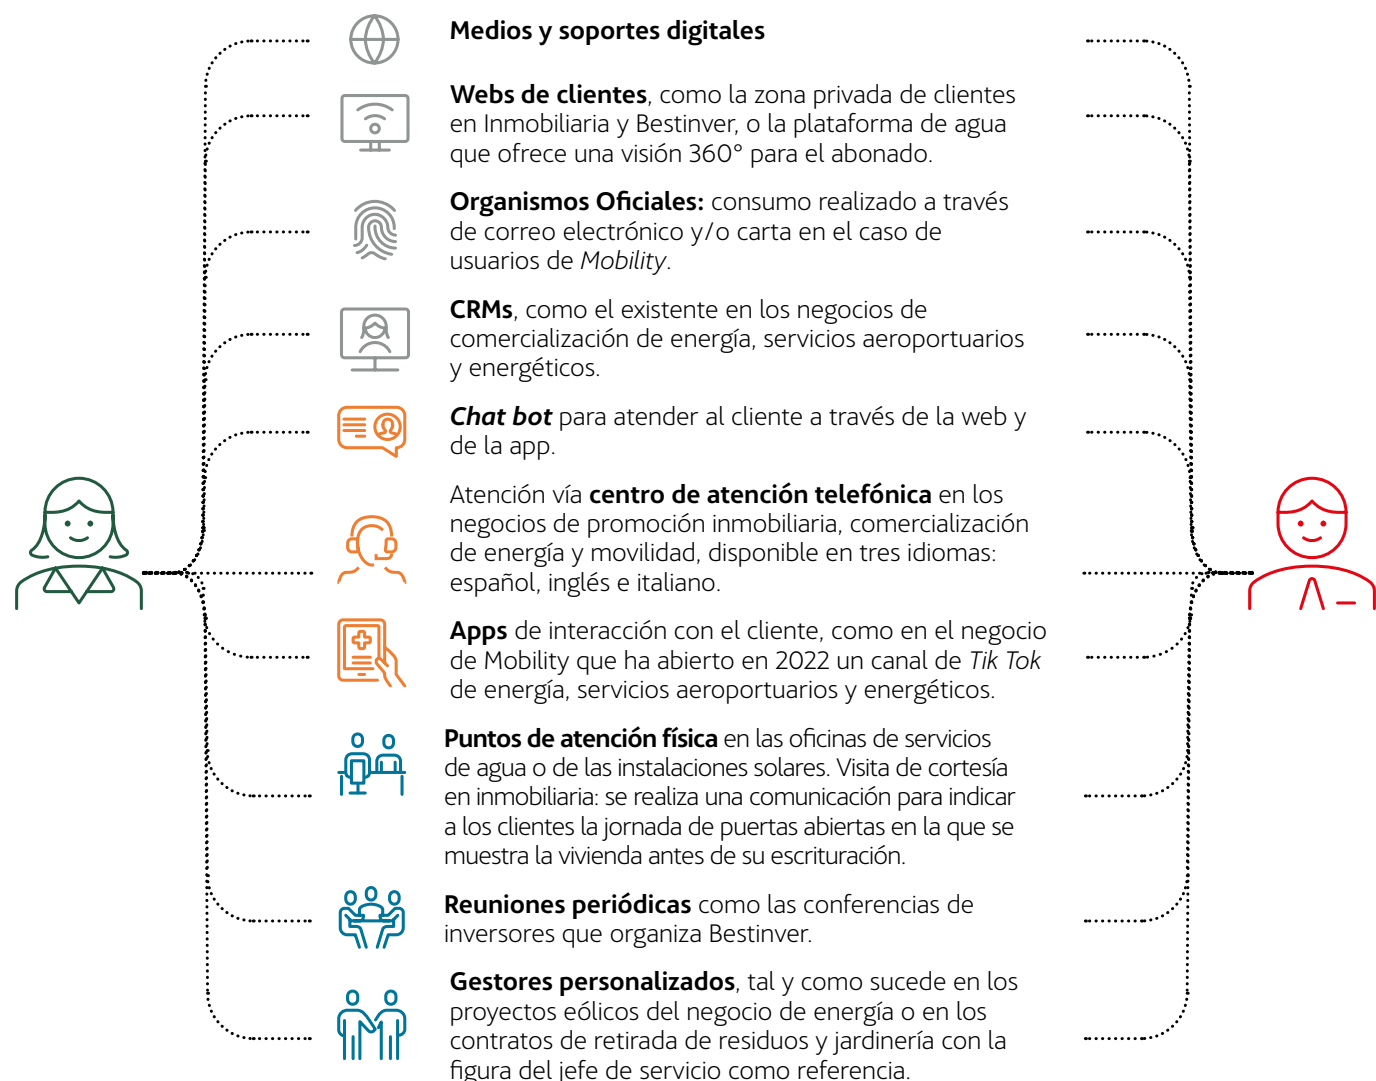 Medios y soportes digitales
Webs de clientes, como la zona privada de clientes
en Inmobiliaria y Bestinver, o la plataforma de agua
que ofrece una visión 360° para el abonado.
Organismos Oficiales: consumo realizado a través
de correo electrónico y/o carta en el caso de
usuarios de Mobility.
CRMs, como el existente en los negocios de
comercialización de energía, servicios aeroportuarios
y energéticos.
Chat bot para atender al cliente a través de la web y
de la app.
Atención vía centro de atención telefónica en los
negocios de promoción inmobiliaria, comercialización
de energía y movilidad, disponible en tres idiomas:
español, inglés e italiano.
Apps de interacción con el cliente, como en el negocio
de Mobility que ha abierto en 2022 un canal de Tik Tok
de energía, servicios aeroportuarios y energéticos.
Puntos de atención física en las oficinas de servicios
de agua o de las instalaciones solares. Visita de cortesía
en inmobiliaria: se realiza una comunicación para indicar
a los clientes la jornada de puertas abiertas en la que se
muestra la vivienda antes de su escrituración.
Reuniones periódicas como las conferencias de
inversores que organiza Bestinver.
Gestores personalizados, tal y como sucede en los
proyectos eólicos del negocio de energía o en los
contratos de retirada de residuos y jardinería con la
figura del jefe de servicio como referencia.